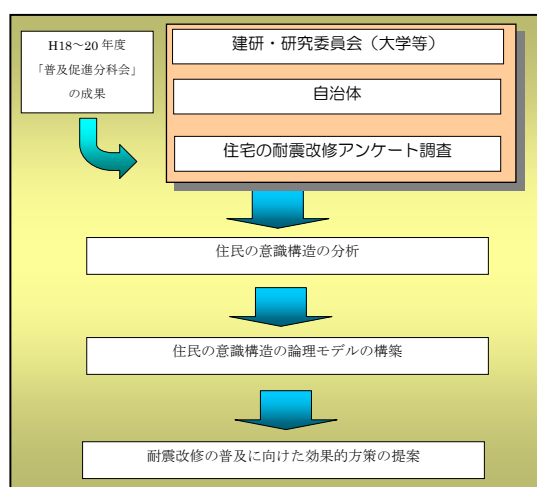 H18～20 年度
「普及促進分科会」
の成果
建研・研究委員会（大学等）
自治体
住宅の耐震改修アンケート調査
住民の意識構造の分析
住民の意識構造の論理モデルの構築
耐震改修の普及に向けた効果的方策の提案